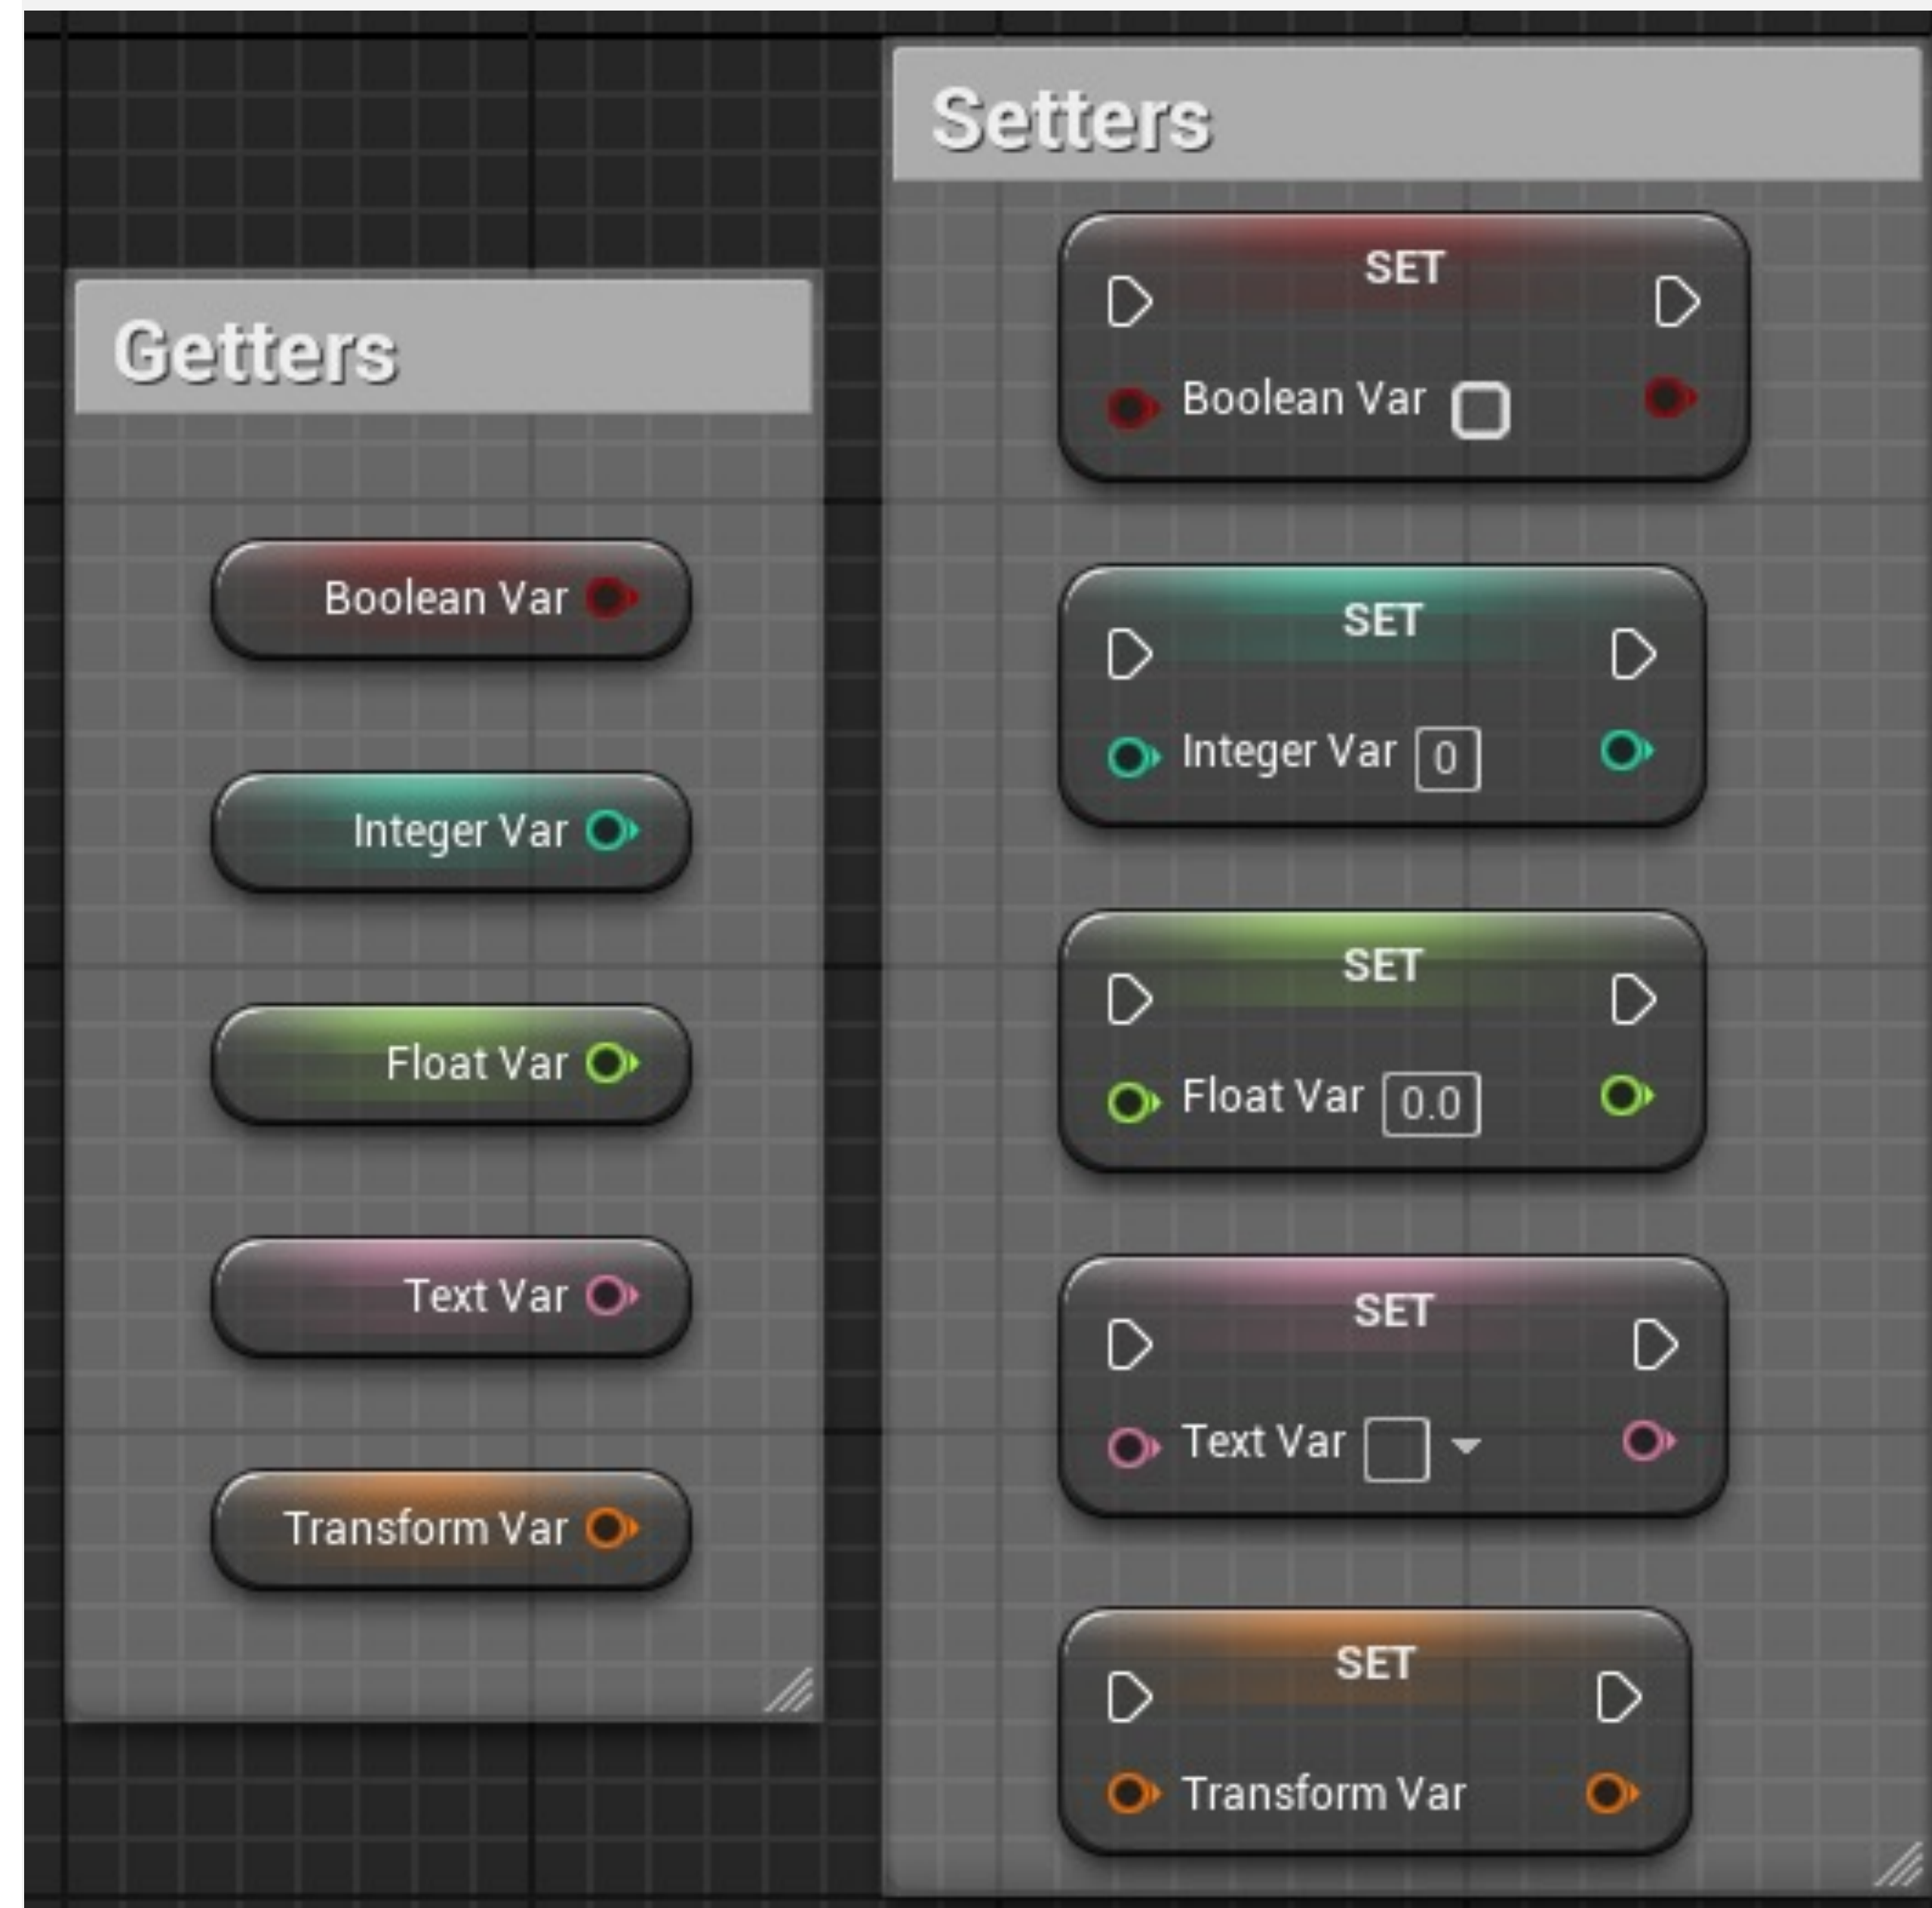 Getters
Boolean Var
Integer Var
Float Var
Text Var
Transform Var
Setters
SET
Boolean Var
SET
Integer Var 0
SET
Float Var 0.0
SET
Text Var
SET
Transform Var